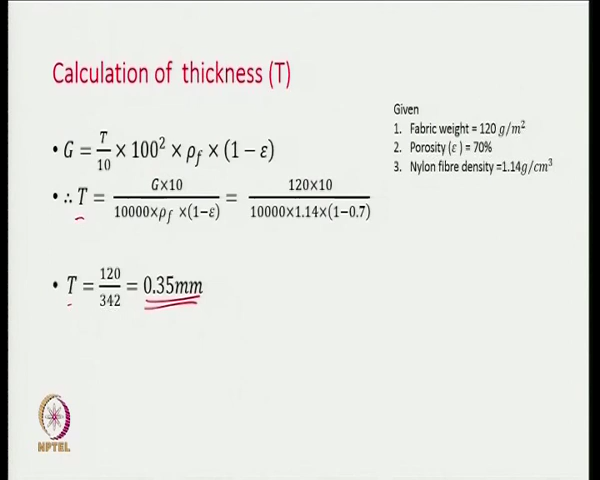 Calculation of thickness (T)
Given
1. Fabric weight = 120 g/m²
2. Porosity (ε) = 70%
3. Nylon fibre density =1.14g/cm³
• G = T/10 × 100² × ρf × (1 − ε)
• ∴ T = G×10/10000×ρf ×(1−ε) = 120×10/10000×1.14×(1−0.7)
• T = 120/342 = 0.35mm
NPTEL